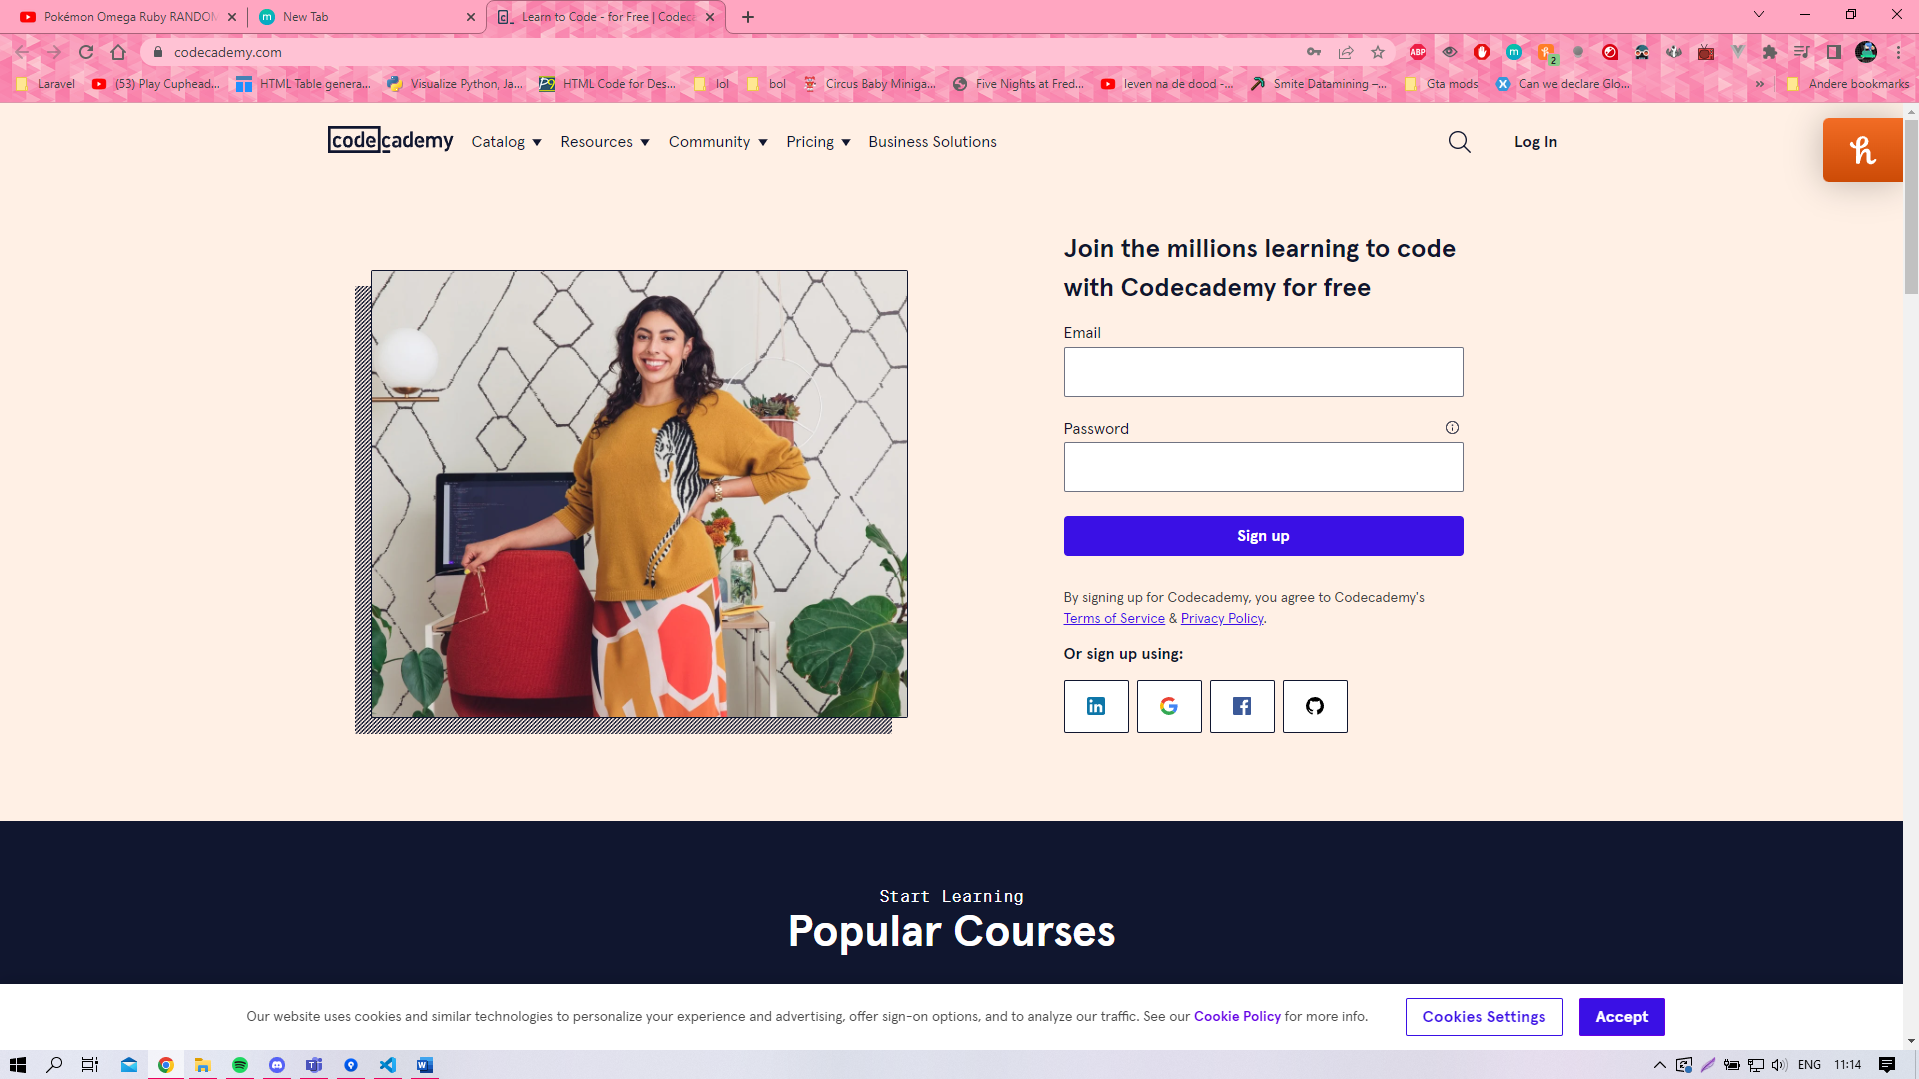 Pokémon Omega Ruby RANDOM
New Tab
Learn to Code - for Free | Codeca
codecademy.com
ABP
2
Laravel
(53) Play Cuphead...
HTML Table genera...
Visualize Python, Ja...
HTML Code for Des...
lol
bol
Circus Baby Miniga...
Five Nights at Fred...
leven na de dood -...
Smite Datamining –...
Gta mods
Can we declare Glo...
»
Andere bookmarks
codecademy
Catalog
Resources
Community
Pricing
Business Solutions
Log In
Join the millions learning to code
with Codecademy for free
Email
Password
Sign up
By signing up for Codecademy, you agree to Codecademy's
Terms of Service & Privacy Policy.
Or sign up using:
Start Learning
Popular Courses
Our website uses cookies and similar technologies to personalize your experience and advertising, offer sign-on options, and to analyze our traffic. See our Cookie Policy for more info.
Cookies Settings
Accept
ENG
11:14